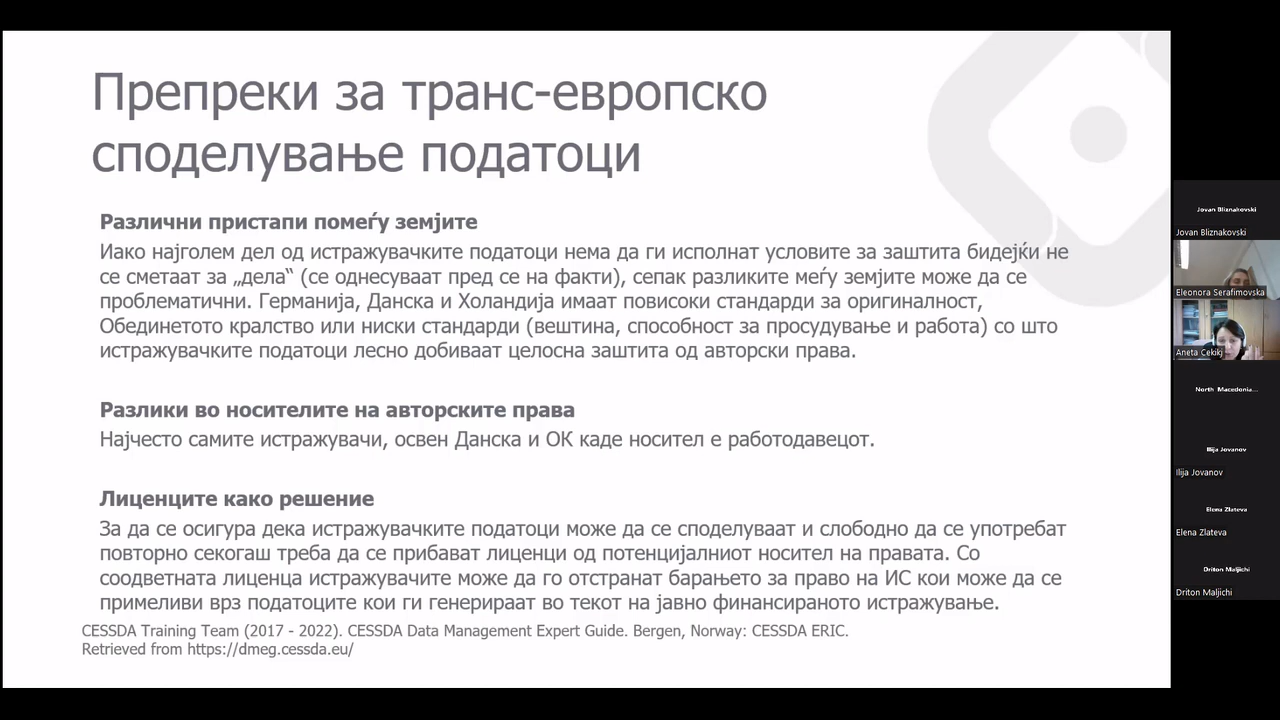 Препреки за транс-европско
споделување податоци
Различни пристапи помеѓу земјите
Иако најголем дел од истражувачките податоци нема да ги исполнат условите за заштита бидејќи не
се сметаат за „дела“ (се однесуваат пред се на факти), сепак разликите меѓу земјите може да се
проблематични. Германија, Данска и Холандија имаат повисоки стандарди за оригиналност,
Обединетото кралство или ниски стандарди (вештина, способност за просудување и работа) со што
истражувачките податоци лесно добиваат целосна заштита од авторски права.
Разлики во носителите на авторските права
Најчесто самите истражувачи, освен Данска и ОК каде носител е работодавецот.
Лиценците како решение
За да се осигура дека истражувачките податоци може да се споделуваат и слободно да се употребат
повторно секогаш треба да се прибават лиценци од потенцијалниот носител на правата. Со
соодветната лиценца истражувачите може да го отстранат барањето за право на ИС кои може да се
примеливи врз податоците кои ги генерираат во текот на јавно финансираното истражување.
CESSDA Training Team (2017 - 2022). CESSDA Data Management Expert Guide. Bergen, Norway: CESSDA ERIC.
Retrieved from https://dmeg.cessda.eu/
Jovan Bliznakovski
Jovan Bliznakovski
Eleonora Serafimovska
Aneta Cekikj
North Macedonia...
Ilija Jovanov
Ilija Jovanov
Elena Zlateva
Elena Zlateva
Driton Maljichi
Driton Maljichi